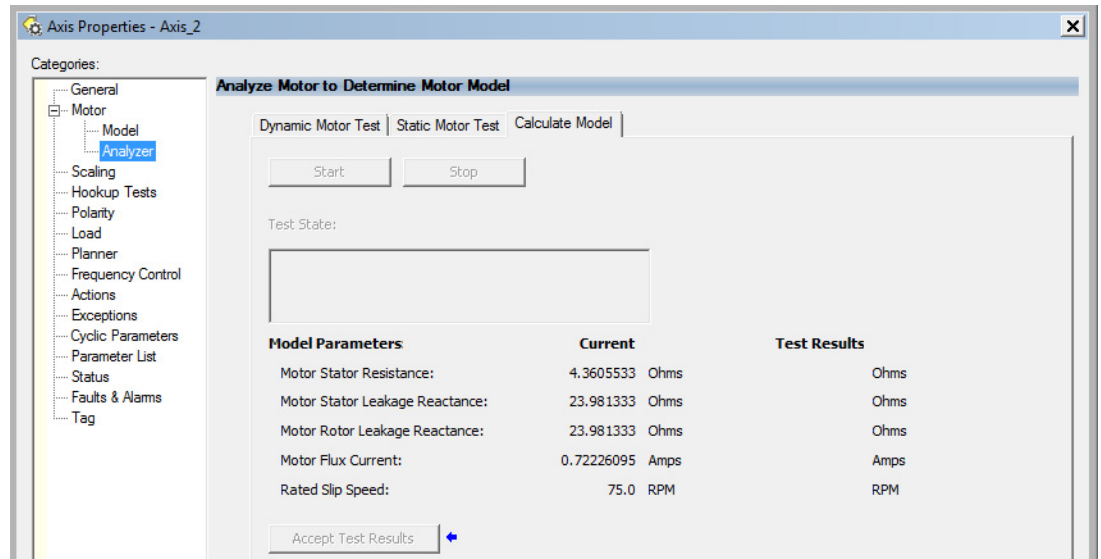 Axis Properties - Axis_2
Categories:
General
Motor
Model
Analyzer
Scaling
Hookup Tests
Polarity
Load
Planner
Frequency Control
Actions
Exceptions
Cyclic Parameters
Parameter List
Status
Faults & Alarms
Tag
Analyze Motor to Determine Motor Model
Dynamic Motor Test Static Motor Test Calculate Model
Start Stop
Test State:
Model Parameters: Current Test Results
Motor Stator Resistance: 4.3605533 Ohms Ohms
Motor Stator Leakage Reactance: 23.981333 Ohms Ohms
Motor Rotor Leakage Reactance: 23.981333 Ohms Ohms
Motor Flux Current: 0.72226095 Amps Amps
Rated Slip Speed: 75.0 RPM RPM
Accept Test Results